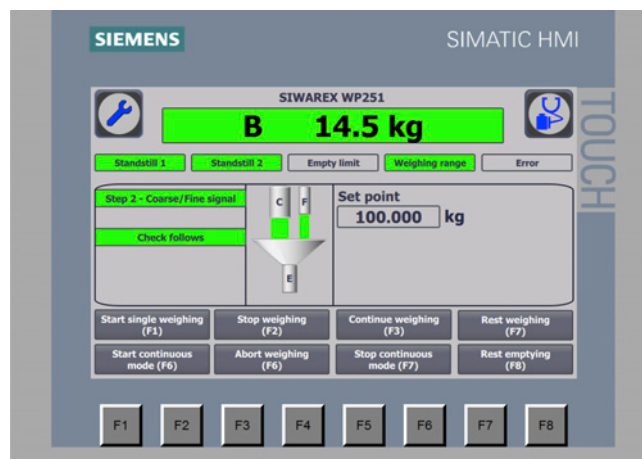 SIEMENS
SIMATIC HMI
TOUCH
SIWAREX WP251
B 14.5 kg
Standstill 1
Standstill 2
Empty limit
Weighing range
Error
Step 2 - Coarse/Fine signal
Check follows
C
F
E
Set point
100.000 kg
Start single weighing
(F1)
Stop weighing
(F2)
Continue weighing
(F3)
Rest weighing
(F7)
Start continuous
mode (F6)
Abort weighing
(F6)
Stop continuous
mode (F7)
Rest emptying
(F8)
F1
F2
F3
F4
F5
F6
F7
F8